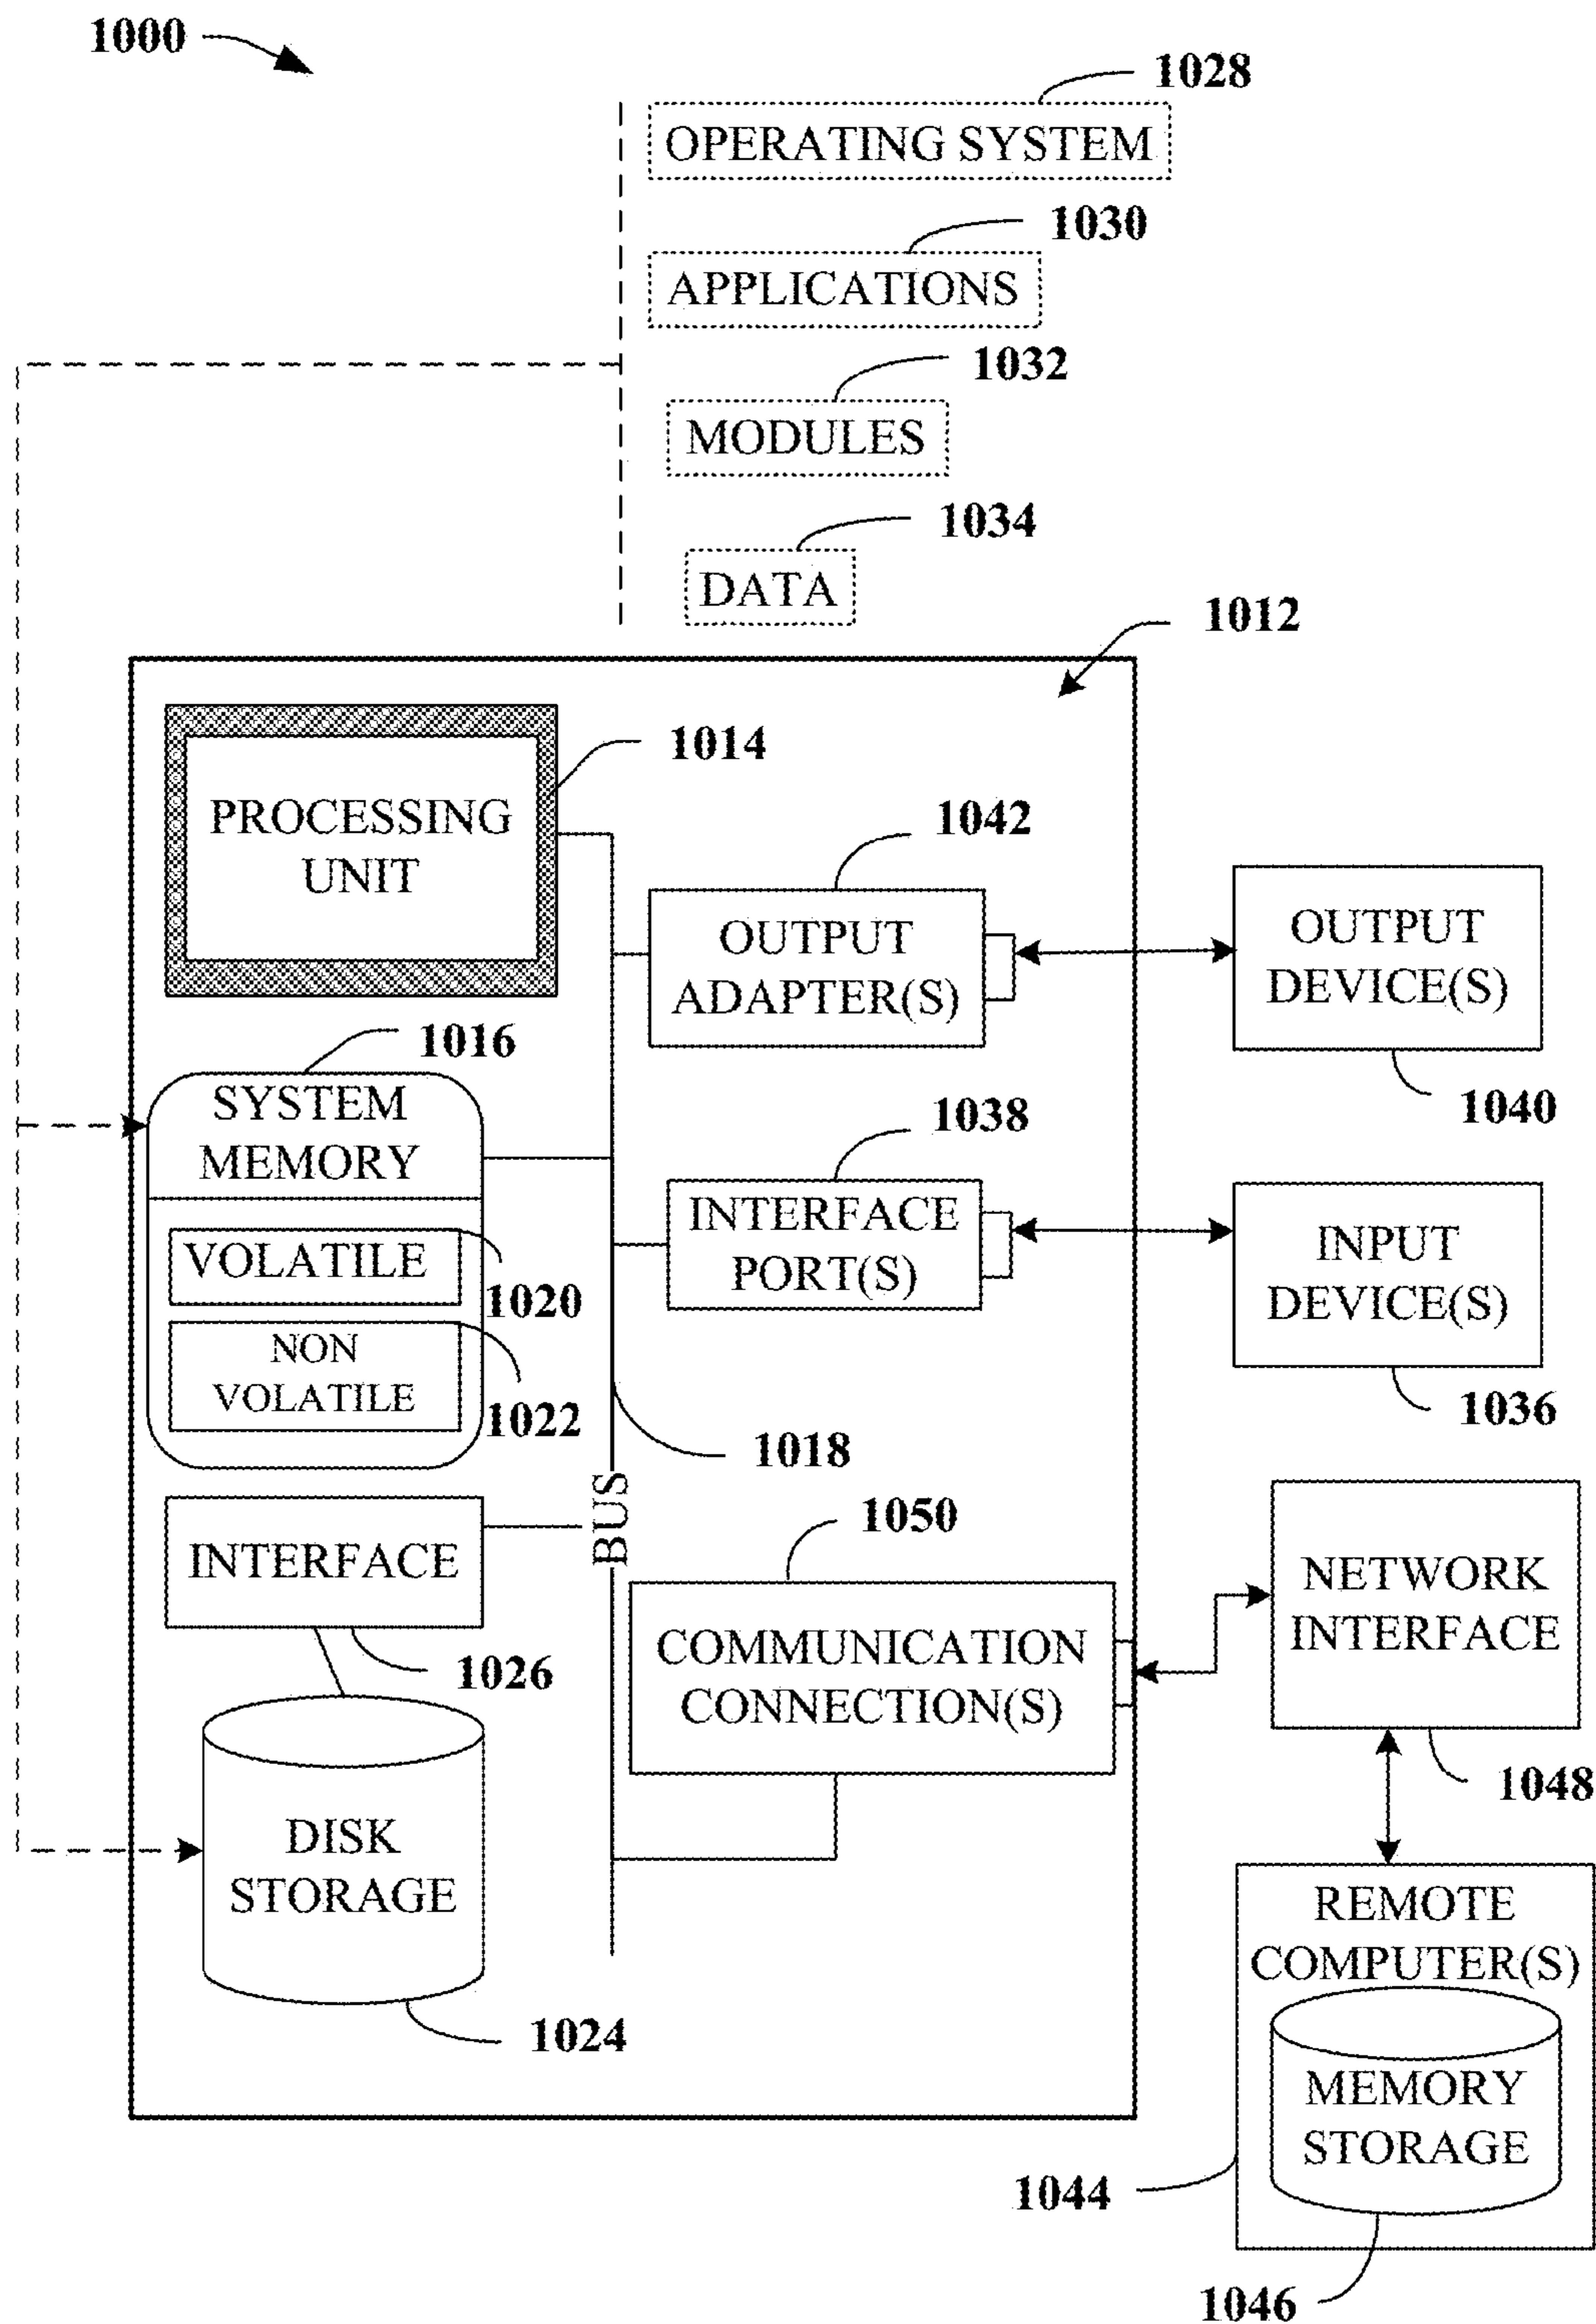 1000
1028
OPERATING SYSTEM
1030
APPLICATIONS
1032
MODULES
1034
DATA
1012
1014
PROCESSING
UNIT
1042
OUTPUT
ADAPTER(S)
OUTPUT
DEVICE(S)
1040
1016
SYSTEM
MEMORY
VOLATILE
1020
NON
VOLATILE
1022
1038
INTERFACE
PORT(S)
INPUT
DEVICE(S)
1036
1018
BUS
INTERFACE
1026
1050
COMMUNICATION
CONNECTION(S)
NETWORK
INTERFACE
1048
DISK
STORAGE
1024
REMOTE
COMPUTER(S)
MEMORY
STORAGE
1044
1046